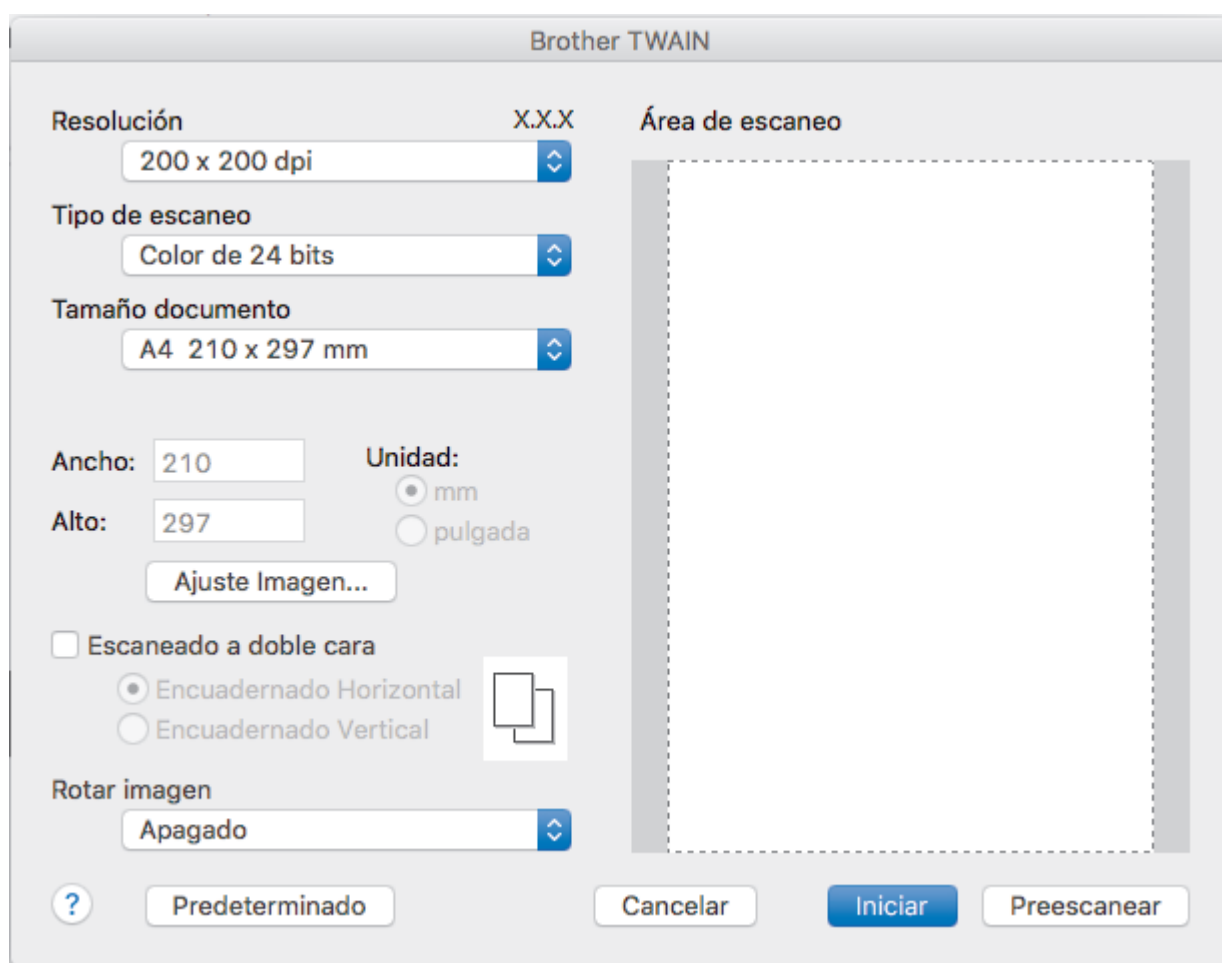 Brother TWAIN
Resolución X.X.X
200 x 200 dpi
Tipo de escaneo
Color de 24 bits
Tamaño documento
A4 210 x 297 mm
Ancho: 210
Unidad:
mm
Alto: 297
pulgada
Ajuste Imagen...
Escaneado a doble cara
Encuadernado Horizontal
Encuadernado Vertical
Rotar imagen
Apagado
Área de escaneo
? Predeterminado Cancelar Iniciar Preescanear